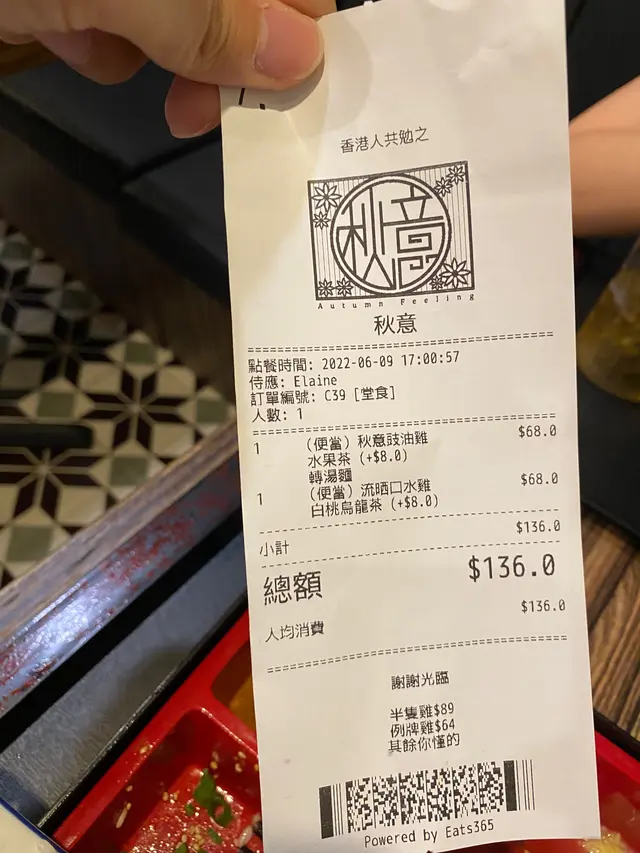 香港人共勉之
秋意
Autumn Feeling
秋意
點餐時間: 2022-06-09 17:00:57
侍應: Elaine
訂單編號: C39 [堂食]
人數: 1
1 (便當) 秋意豉油雞 $68.0
水果茶 (+$8.0)
轉湯麵
1 (便當) 流晒口水雞 $68.0
白桃烏龍茶 (+$8.0)
小計 $136.0
總額 $136.0
人均消費 $136.0
謝謝光臨
半隻雞$89
例牌雞$64
其餘你懂的
Powered by Eats365